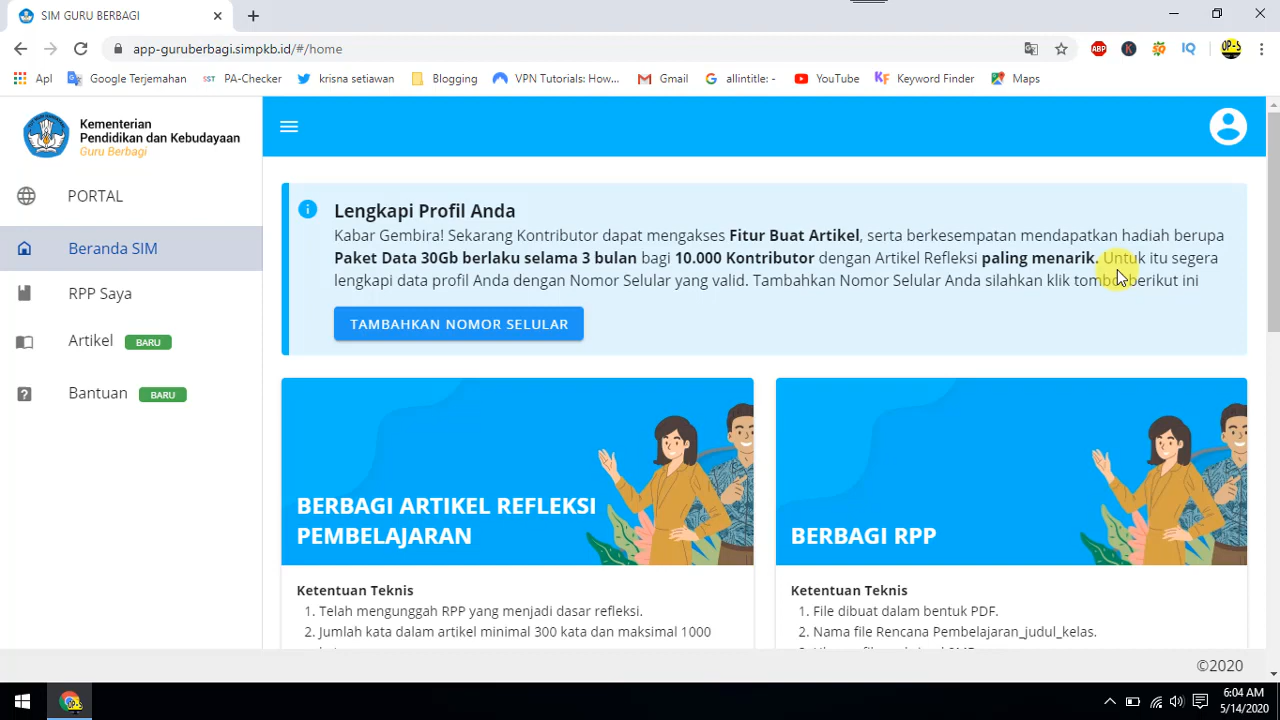 SIM GURU BERBAGI
app-guruberbagi.simpkb.id/#/home
ABP
K
SQ
IQ
OP-S
Apl
Google Terjemahan
SST PA-Checker
krisna setiawan
Blogging
VPN Tutorials: How...
Gmail
allintitle: -
YouTube
KF Keyword Finder
Maps
Kementerian
Pendidikan dan Kebudayaan
Guru Berbagi
PORTAL
Beranda SIM
RPP Saya
Artikel BARU
Bantuan BARU
Lengkapi Profil Anda
Kabar Gembira! Sekarang Kontributor dapat mengakses Fitur Buat Artikel, serta berkesempatan mendapatkan hadiah berupa
Paket Data 30Gb berlaku selama 3 bulan bagi 10.000 Kontributor dengan Artikel Refleksi paling menarik. Untuk itu segera
lengkapi data profil Anda dengan Nomor Selular yang valid. Tambahkan Nomor Selular Anda silahkan klik tombol berikut ini
TAMBAHKAN NOMOR SELULAR
BERBAGI ARTIKEL REFLEKSI
PEMBELAJARAN
Ketentuan Teknis
1. Telah mengunggah RPP yang menjadi dasar refleksi.
2. Jumlah kata dalam artikel minimal 300 kata dan maksimal 1000
BERBAGI RPP
Ketentuan Teknis
1. File dibuat dalam bentuk PDF.
2. Nama file Rencana Pembelajaran_judul_kelas.
©2020
6:04 AM
5/14/2020